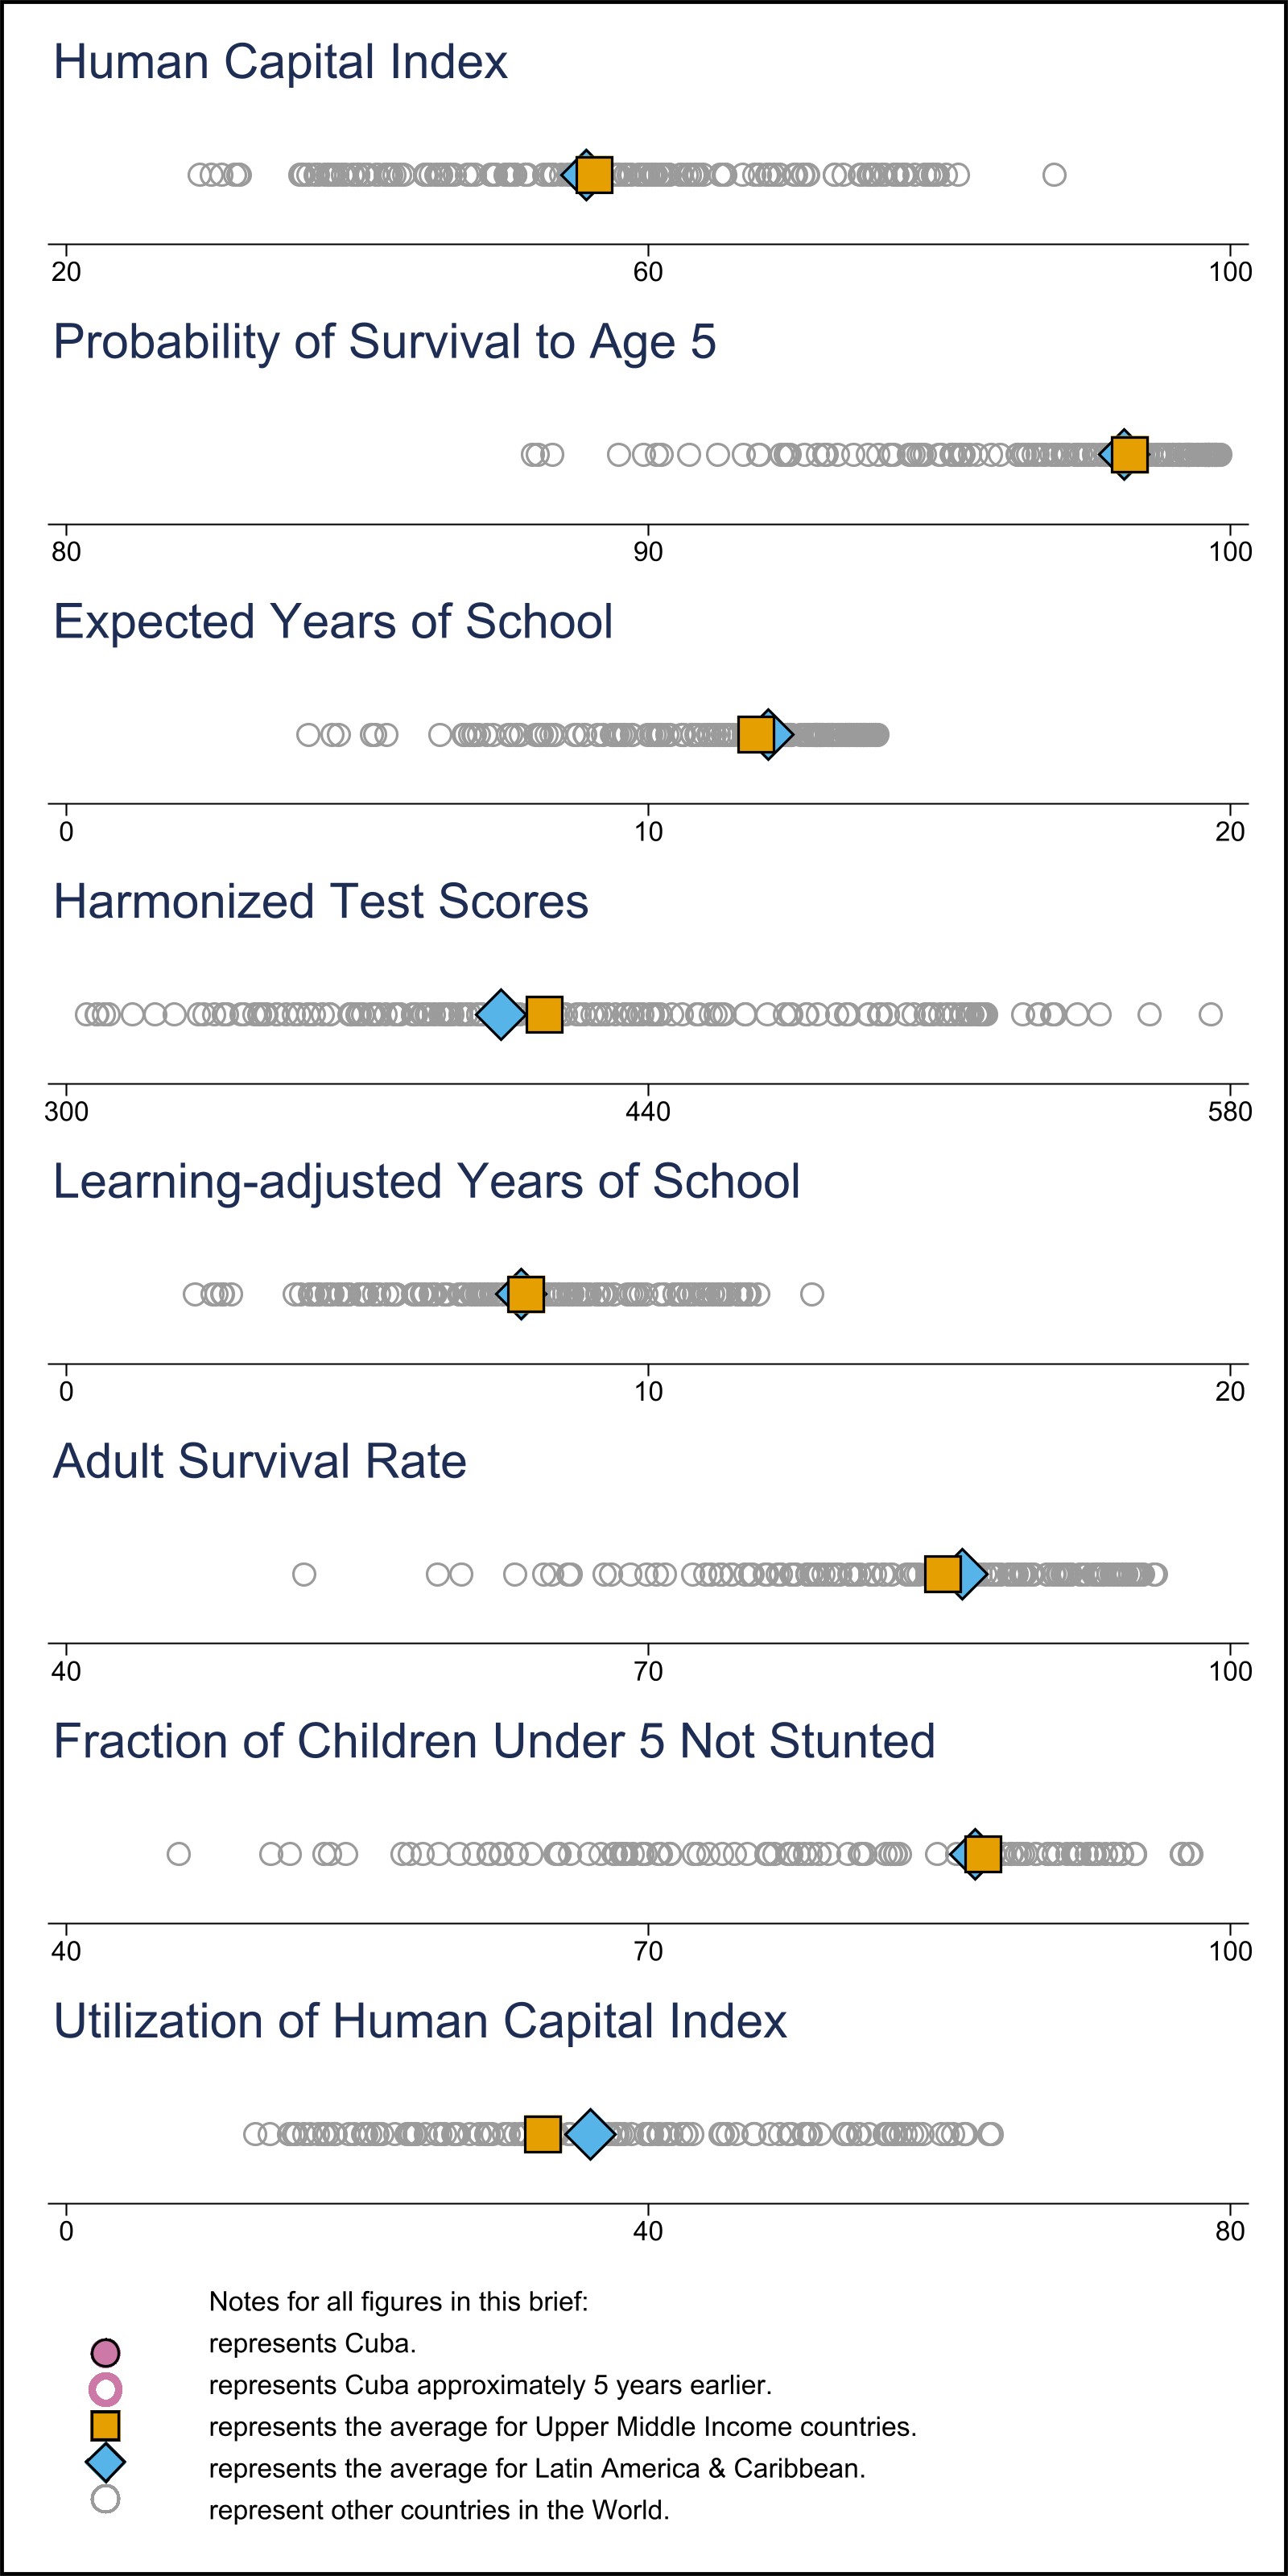 Human Capital Index
20 60 100
Probability of Survival to Age 5
80 90 100
Expected Years of School
0 10 20
Harmonized Test Scores
300 440 580
Learning-adjusted Years of School
0 10 20
Adult Survival Rate
40 70 100
Fraction of Children Under 5 Not Stunted
40 70 100
Utilization of Human Capital Index
0 40 80
Notes for all figures in this brief:
represents Cuba.
represents Cuba approximately 5 years earlier.
represents the average for Upper Middle Income countries.
represents the average for Latin America & Caribbean.
represent other countries in the World.